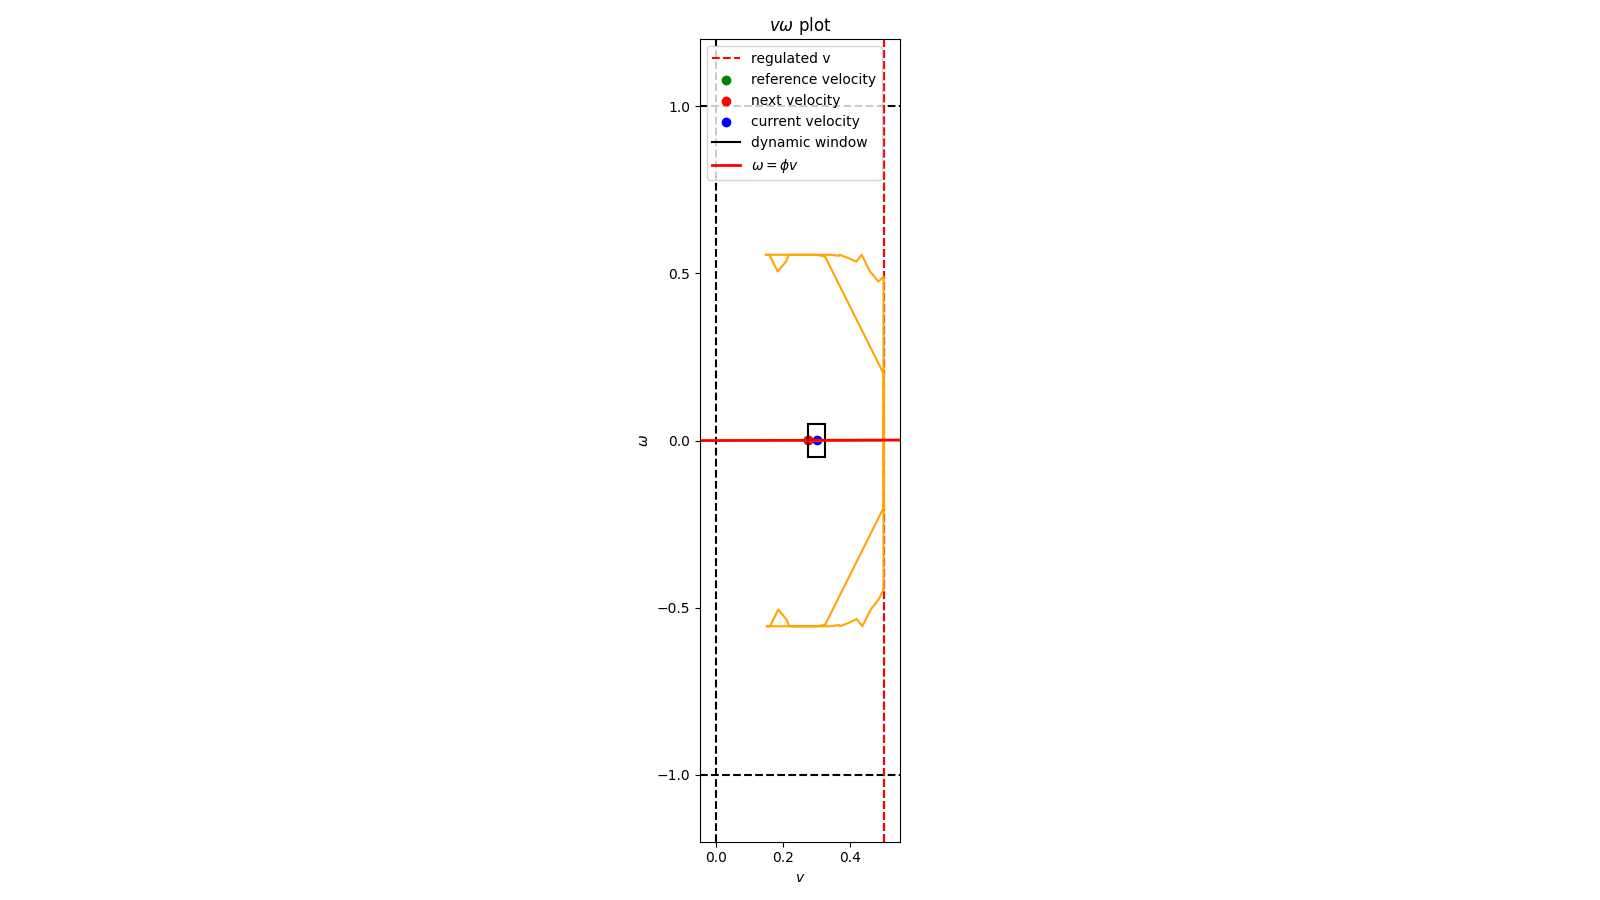 vω plot
regulated v
reference velocity
next velocity
current velocity
dynamic window
ω = ϕv
1.0
0.5
0.0
−0.5
−1.0
ω
0.0 0.2 0.4
v